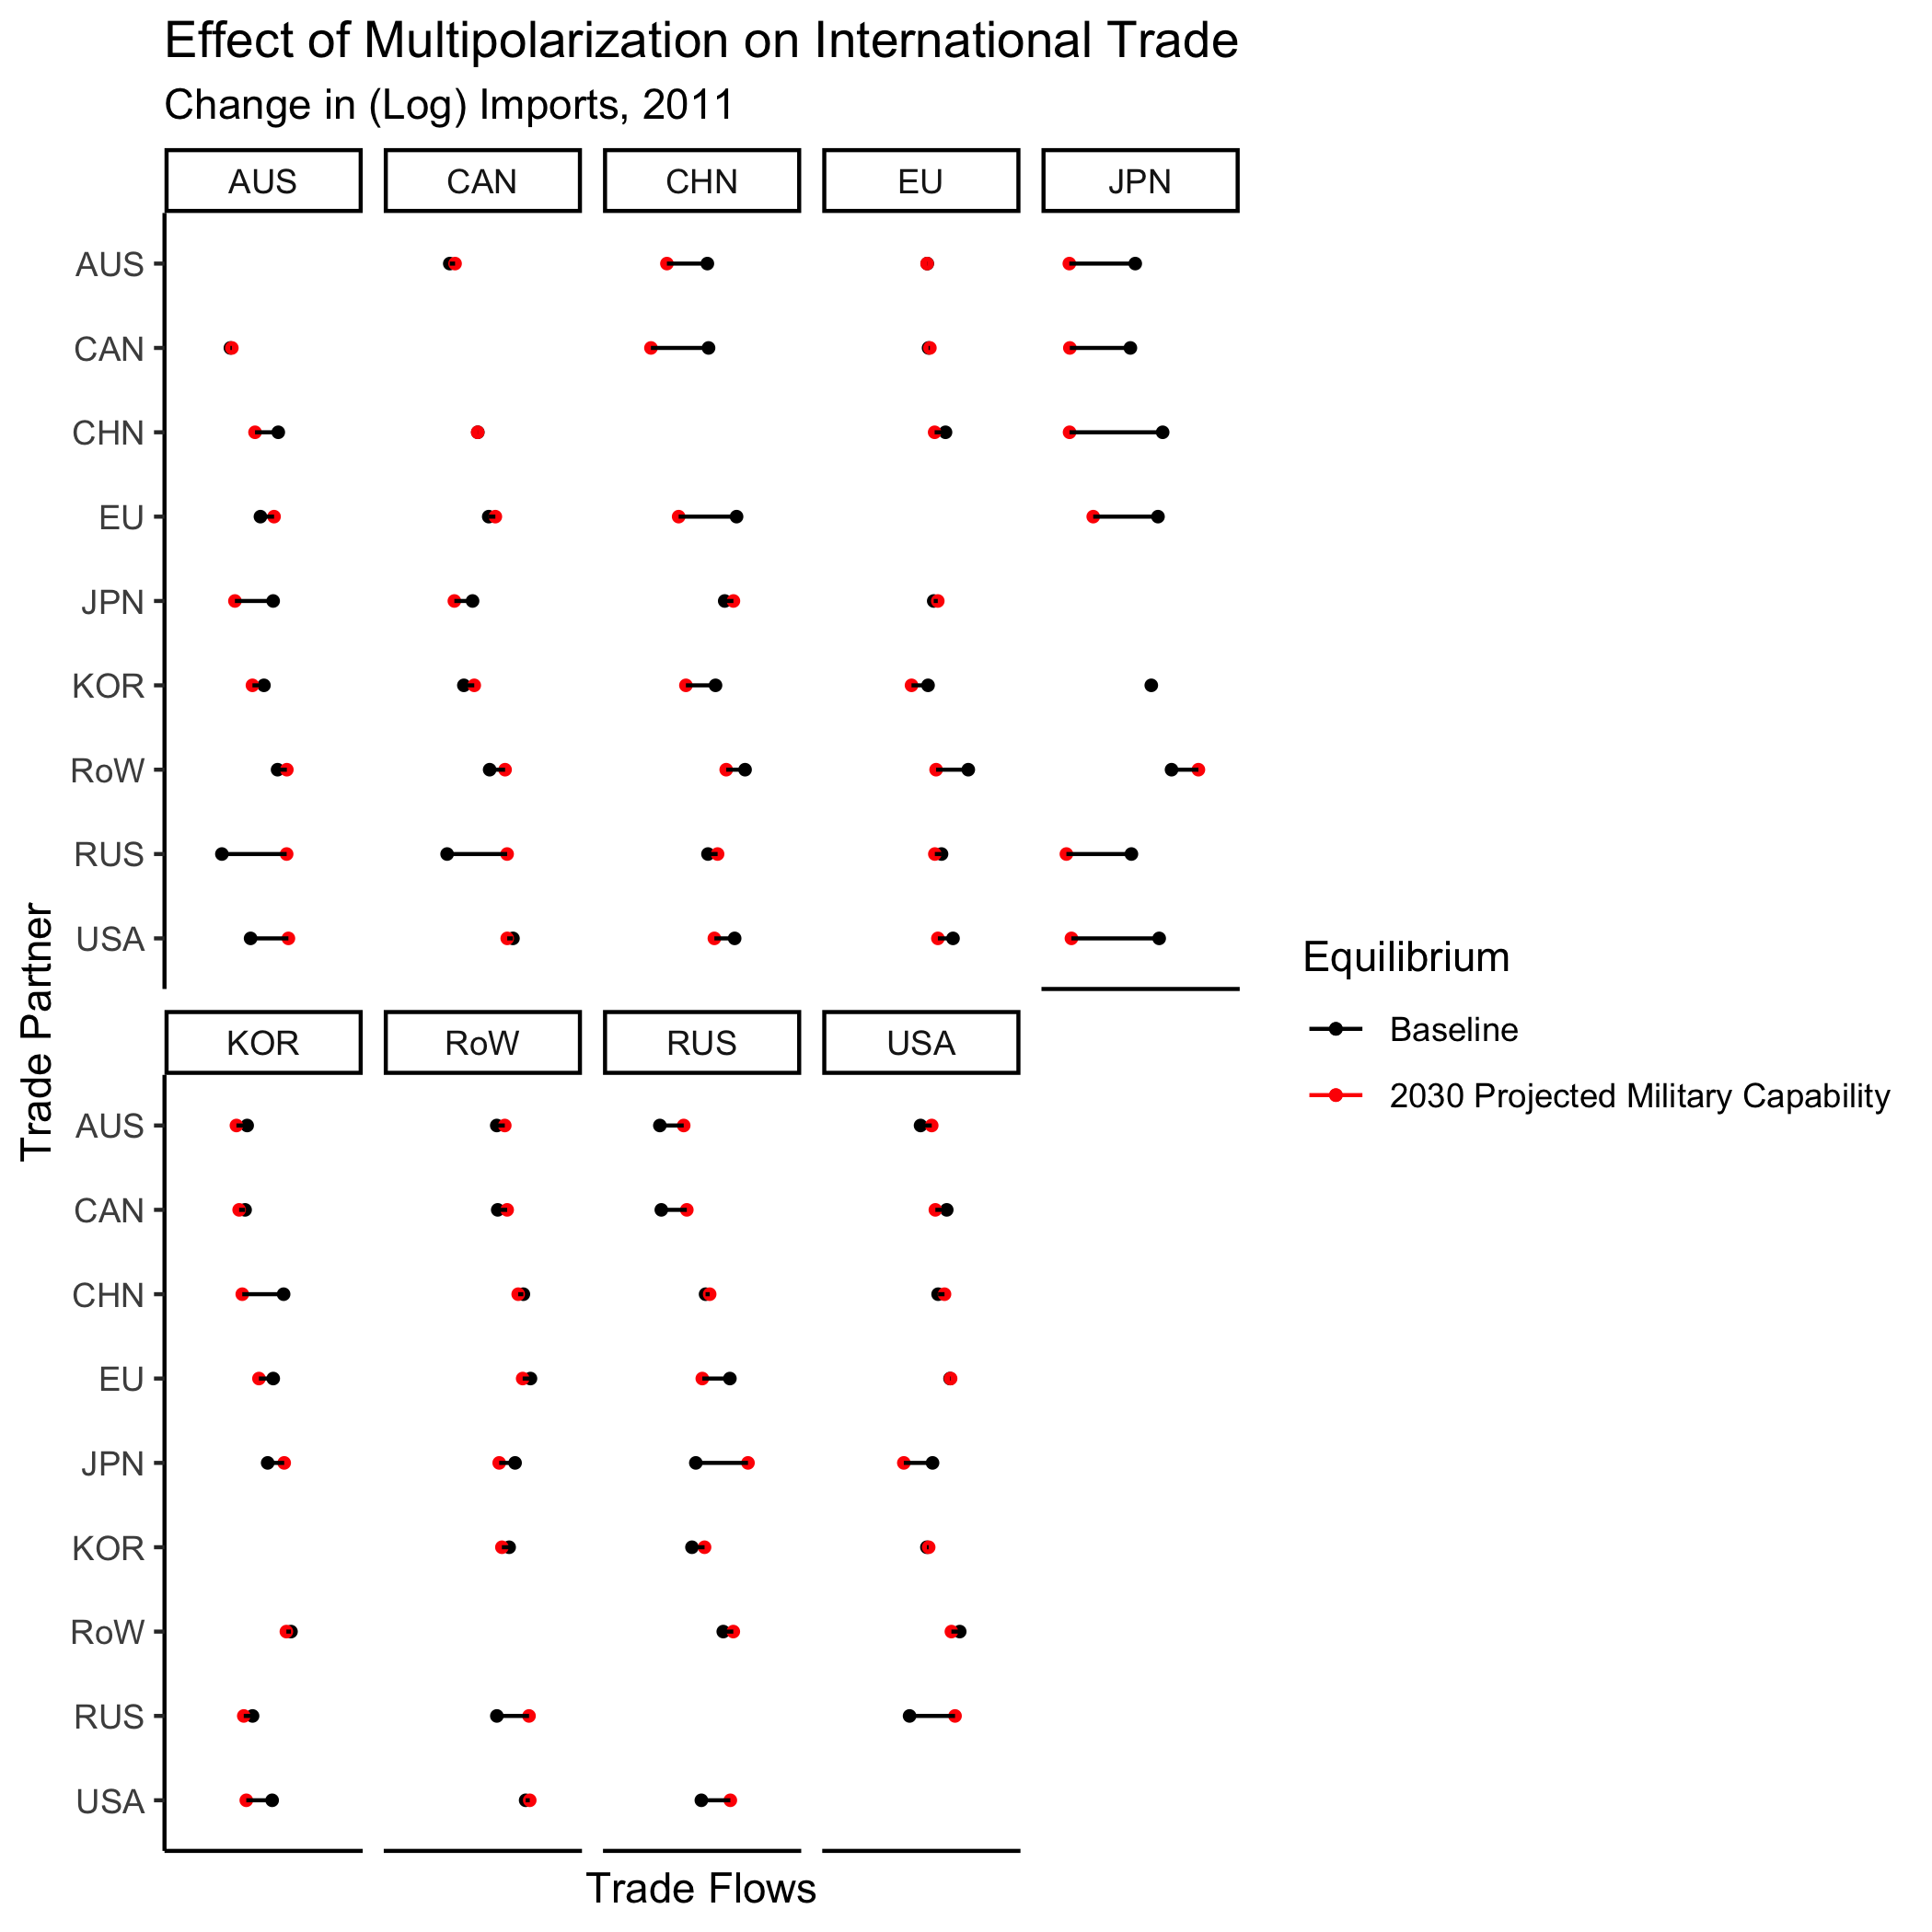 Effect of Multipolarization on International Trade
Change in (Log) Imports, 2011
AUS CAN CHN EU JPN
AUS
CAN
CHN
EU
JPN
KOR
RoW
RUS
USA
KOR RoW RUS USA
AUS
CAN
CHN
EU
JPN
KOR
RoW
RUS
USA
Trade Partner
Trade Flows
Equilibrium
Baseline
2030 Projected Military Capability